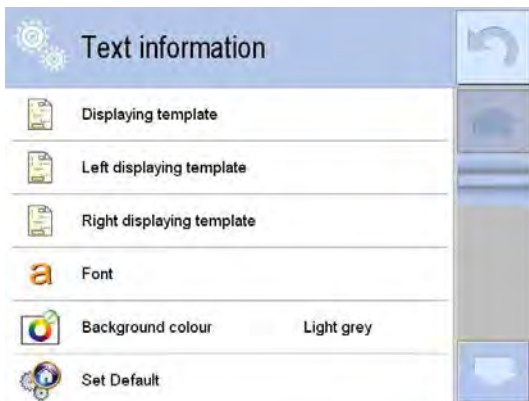 Text information
Displaying template
Left displaying template
Right displaying template
Font
Background colour Light grey
Set Default